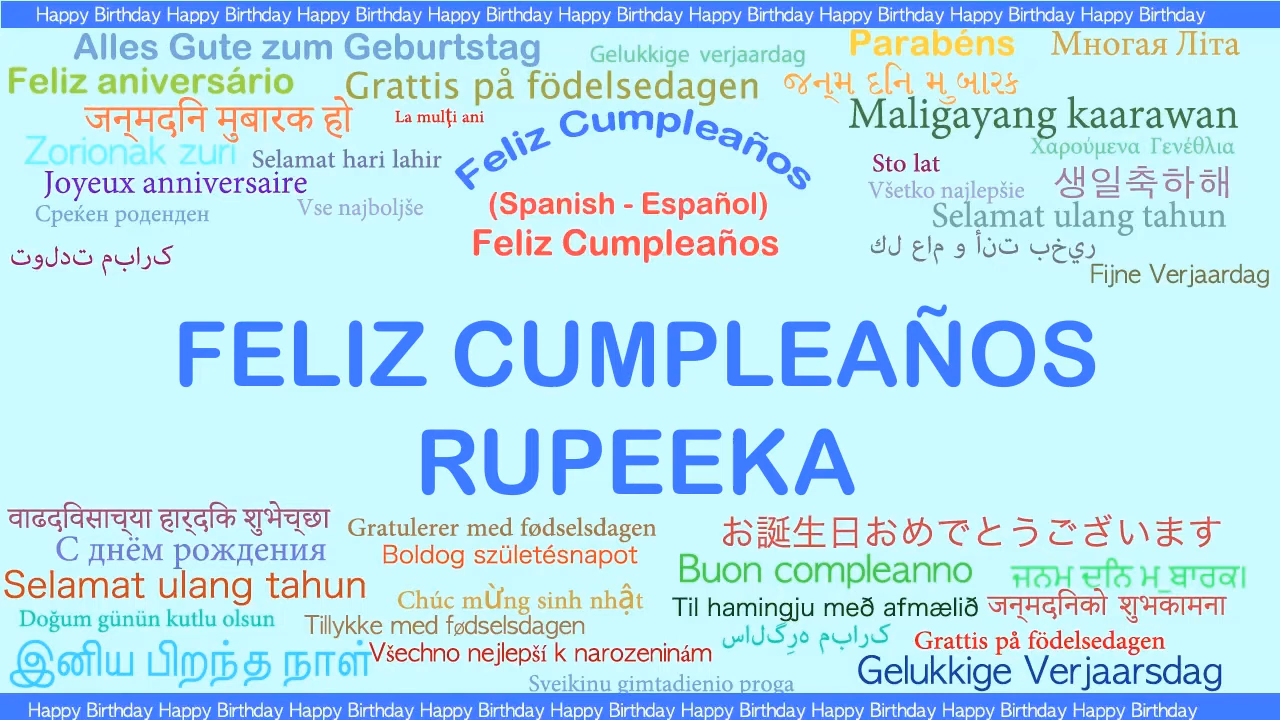 Happy Birthday Happy Birthday Happy Birthday Happy Birthday Happy Birthday Happy Birthday Happy Birthday Happy Birthday Happy Birthday
Alles Gute zum Geburtstag
Gelukkige verjaardag
Parabéns
Многая Літа
Feliz aniversário
Grattis på födelsedagen
જન્મ દિન મુબારક
जन्मदिन मुबारक हो
La mulţi ani
Feliz Cumpleaños
Maligayang kaarawan
Zorionak zuri
Selamat hari lahir
Sto lat
Χαρούμενα Γενέθλια
Joyeux anniversaire
(Spanish - Español)
Všetko najlepšie
생일축하해
Среќен роденден
Vse najboljše
Feliz Cumpleaños
Selamat ulang tahun
تولدت مبارک
كل عام و أنت بخير
Fijne Verjaardag
FELIZ CUMPLEAÑOS
RUPEEKA
वाढदिवसाच्या हार्दिक शुभेच्छा
Gratulerer med fødselsdagen
お誕生日おめでとうございます
С днём рождения
Boldog születésnapot
Buon compleanno
ਜਨਮ ਦਿਨ ਮੁਬਾਰਕ।
Selamat ulang tahun
Chúc mừng sinh nhật
Til hamingju með afmælið
जन्मदिनको शुभकामना
Doğum günün kutlu olsun
Tillykke med fødselsdagen
سالگرہ مبارک
Grattis på födelsedagen
இனிய பிறந்த நாள்
Všechno nejlepší k narozeninám
Gelukkige Verjaarsdag
Sveikinu gimtadienio proga
Happy Birthday Happy Birthday Happy Birthday Happy Birthday Happy Birthday Happy Birthday Happy Birthday Happy Birthday Happy Birthday